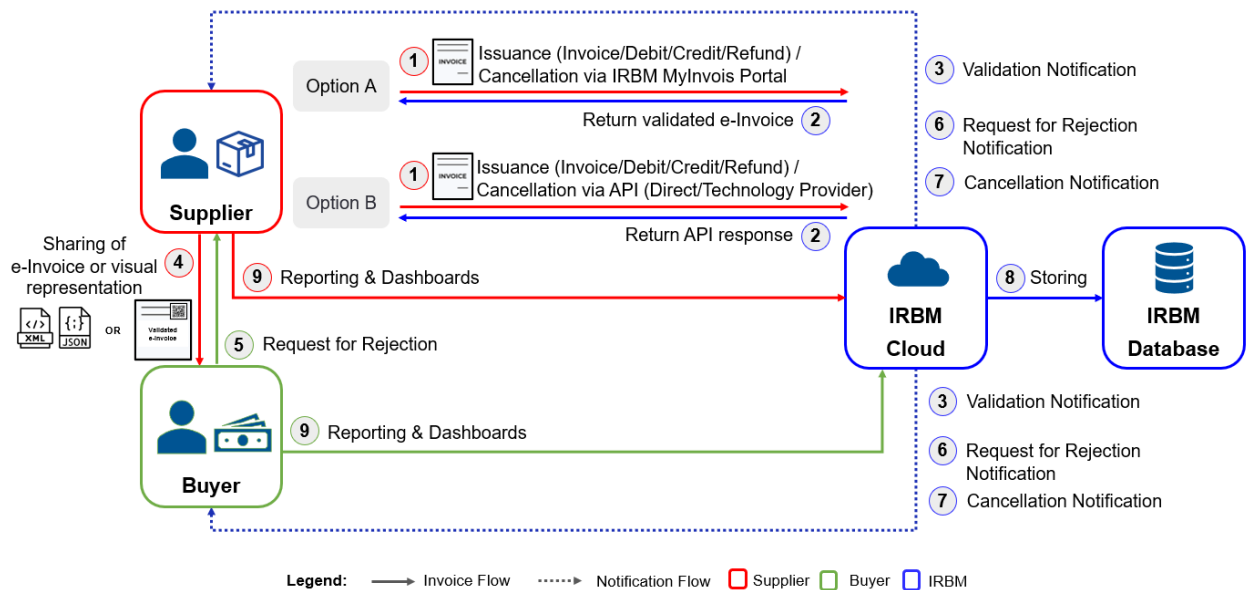 1
INVOICE
Issuance (Invoice/Debit/Credit/Refund) /
Cancellation via IRBM MyInvois Portal
Option A
Return validated e-Invoice
2
3
Validation Notification
6
Request for Rejection
Notification
7
Cancellation Notification
1
INVOICE
Issuance (Invoice/Debit/Credit/Refund) /
Cancellation via API (Direct/Technology Provider)
Option B
Return API response
2
Supplier
Sharing of
e-Invoice or visual
representation
4
</>
XML
{;}
JSON
OR
Validated
e-Invoice
9
Reporting & Dashboards
5
Request for Rejection
IRBM
Cloud
8
Storing
IRBM
Database
Buyer
9
Reporting & Dashboards
3
Validation Notification
6
Request for Rejection
Notification
7
Cancellation Notification
Legend: Invoice Flow Notification Flow Supplier Buyer IRBM